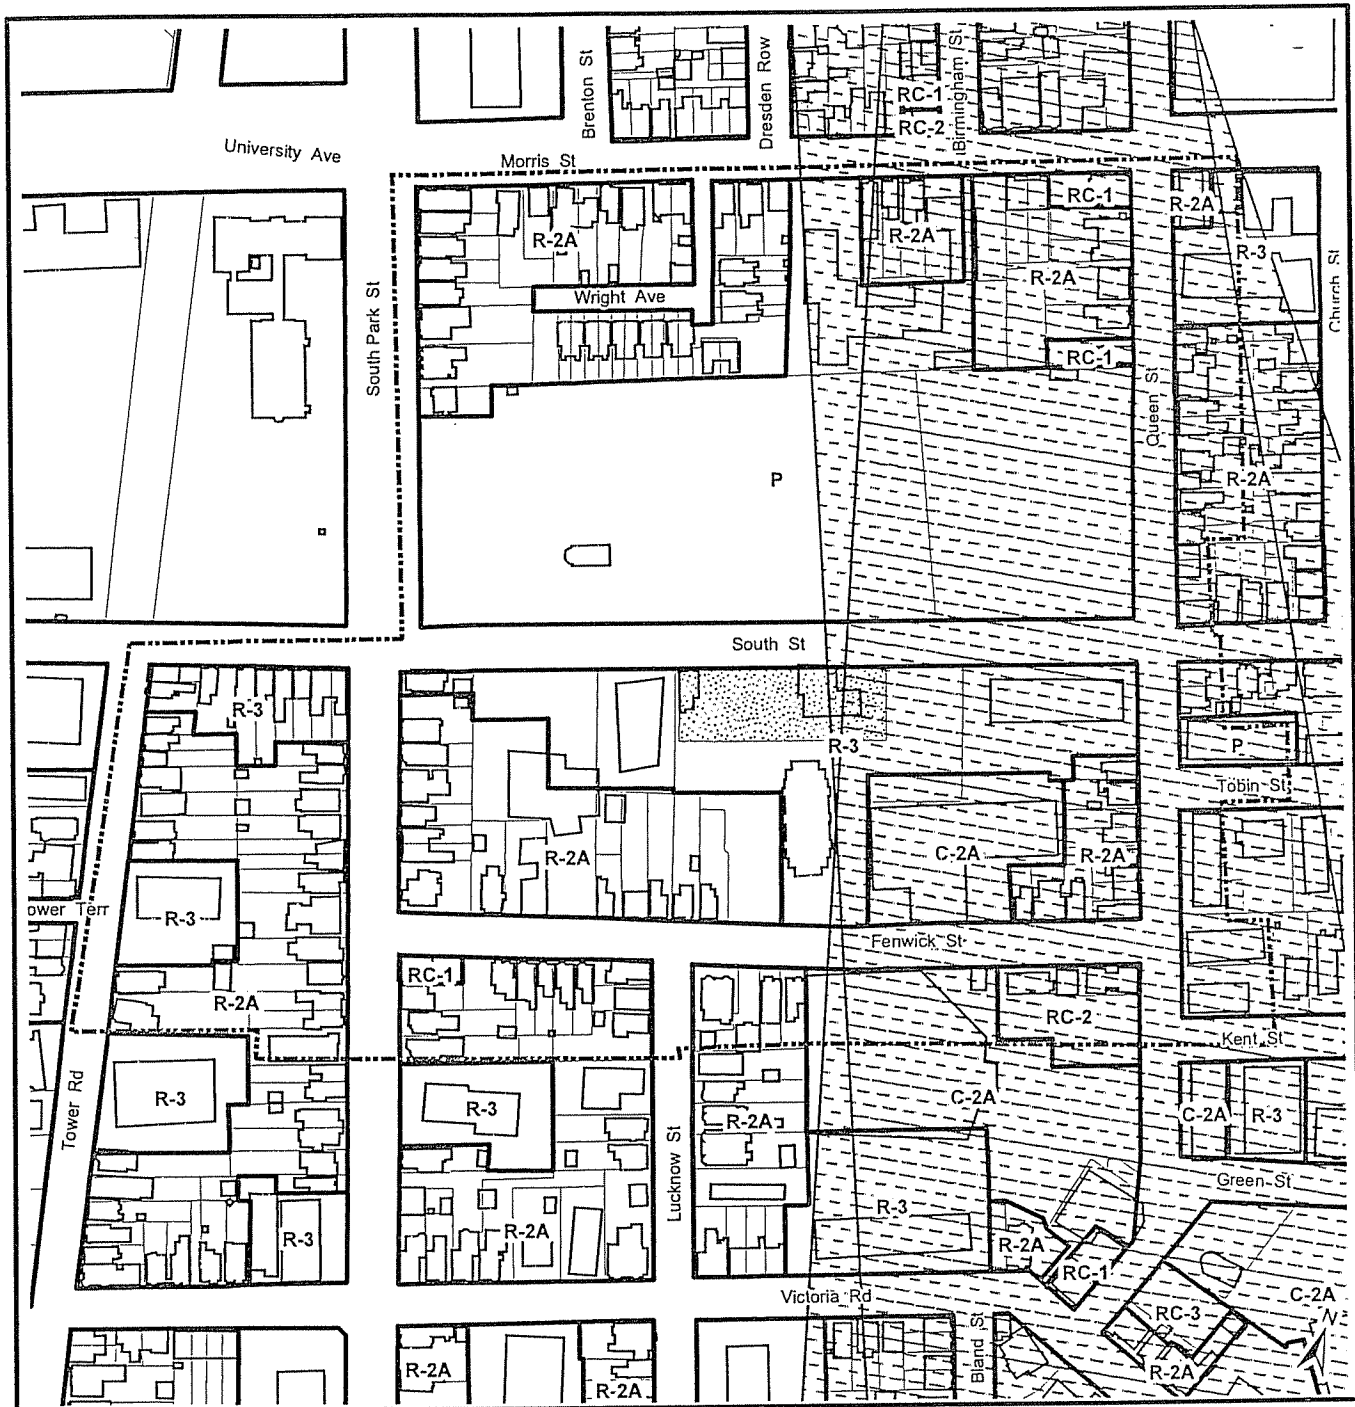 Brenton St
Dresden Row
Birmingham St
RC-1
RC-2
University Ave
Morris St
R-2A
RC-1
R-2A
R-2A
R-2A
R-3
Church St
South Park St
Wright Ave
RC-1
Queen St
P
R-2A
South St
R-3
R-3
P
Tobin St
R-2A
C-2A
R-2A
R-3
ower Terr
Fenwick St
RC-1
R-2A
RC-2
Kent St
Tower Rd
R-3
R-3
C-2A
C-2A
R-3
R-2A
Lucknow St
Green St
R-3
R-3
R-2A
R-2A
RC-1
Victoria Rd
C-2A
N
RC-3
Bland St
R-2A
R-2A
R-2A